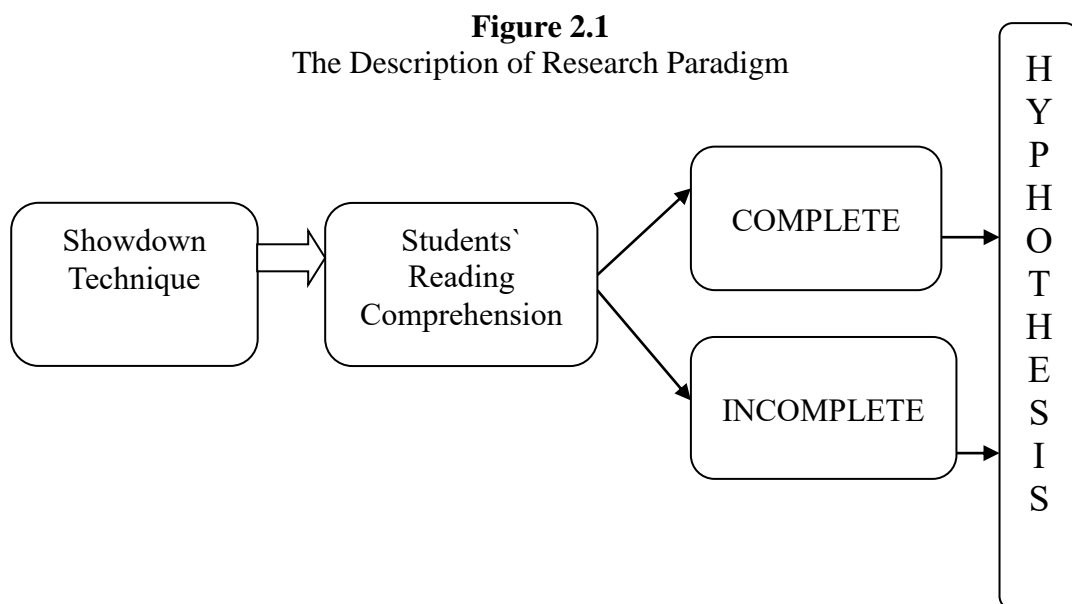 Figure 2.1
The Description of Research Paradigm
Showdown
Technique
Students`
Reading
Comprehension
COMPLETE
INCOMPLETE
H
Y
P
H
O
T
H
E
S
I
S